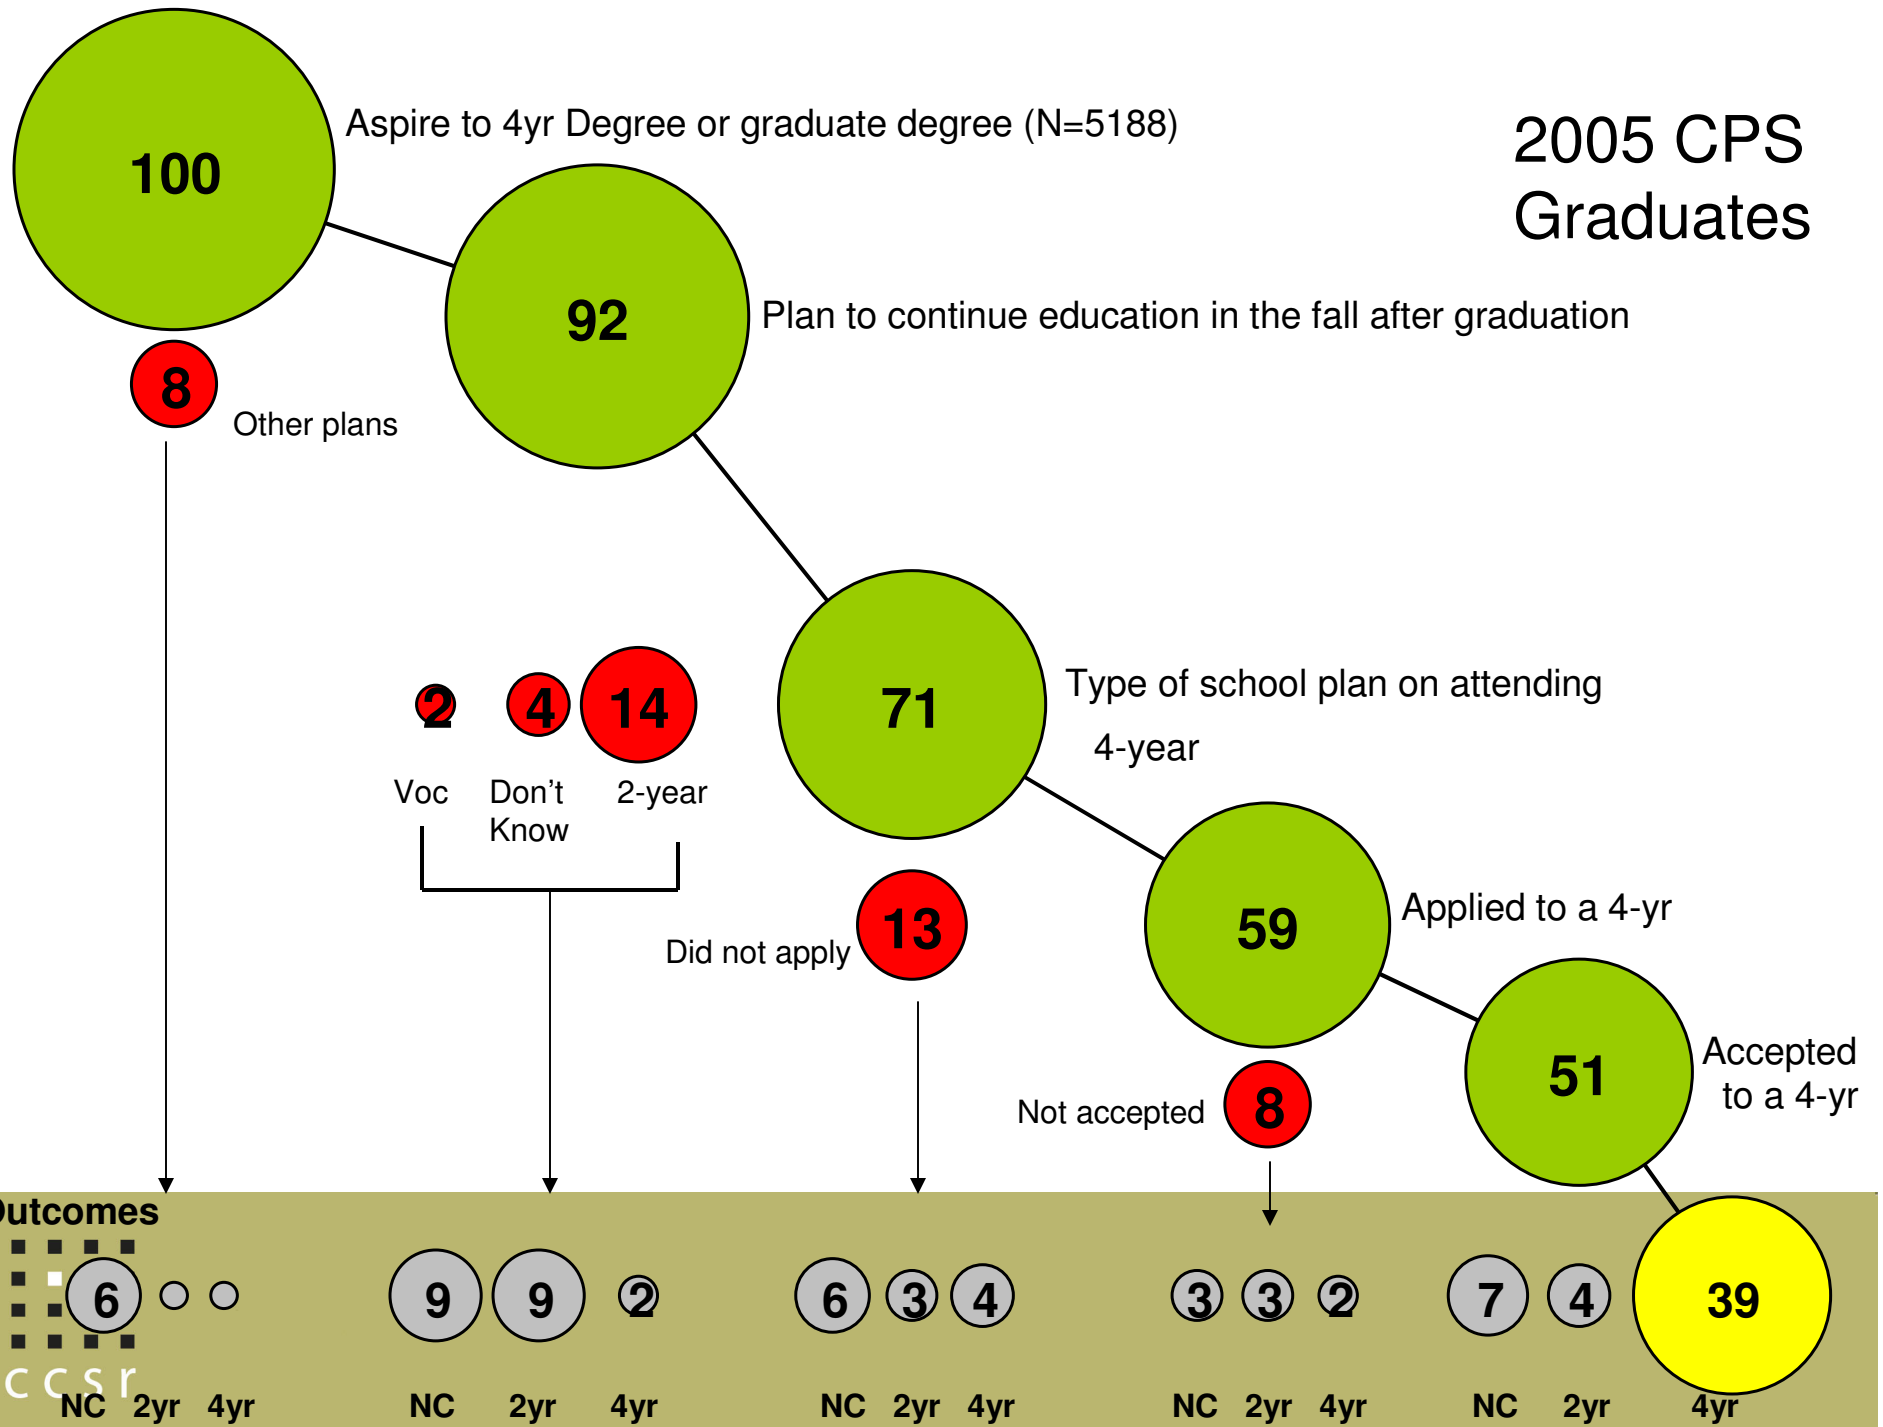 100
Aspire to 4yr Degree or graduate degree (N=5188)
2005 CPS
Graduates
92
Plan to continue education in the fall after graduation
8
Other plans
2
4
14
71
Type of school plan on attending
4-year
Voc
Don't
Know
2-year
13
Did not apply
59
Applied to a 4-yr
51
Accepted
to a 4-yr
Not accepted
8
Outcomes
6
9
9
2
6
3
4
3
3
2
7
4
39
ccsr
NC 2yr 4yr
NC 2yr 4yr
NC 2yr 4yr
NC 2yr 4yr
NC 2yr 4yr